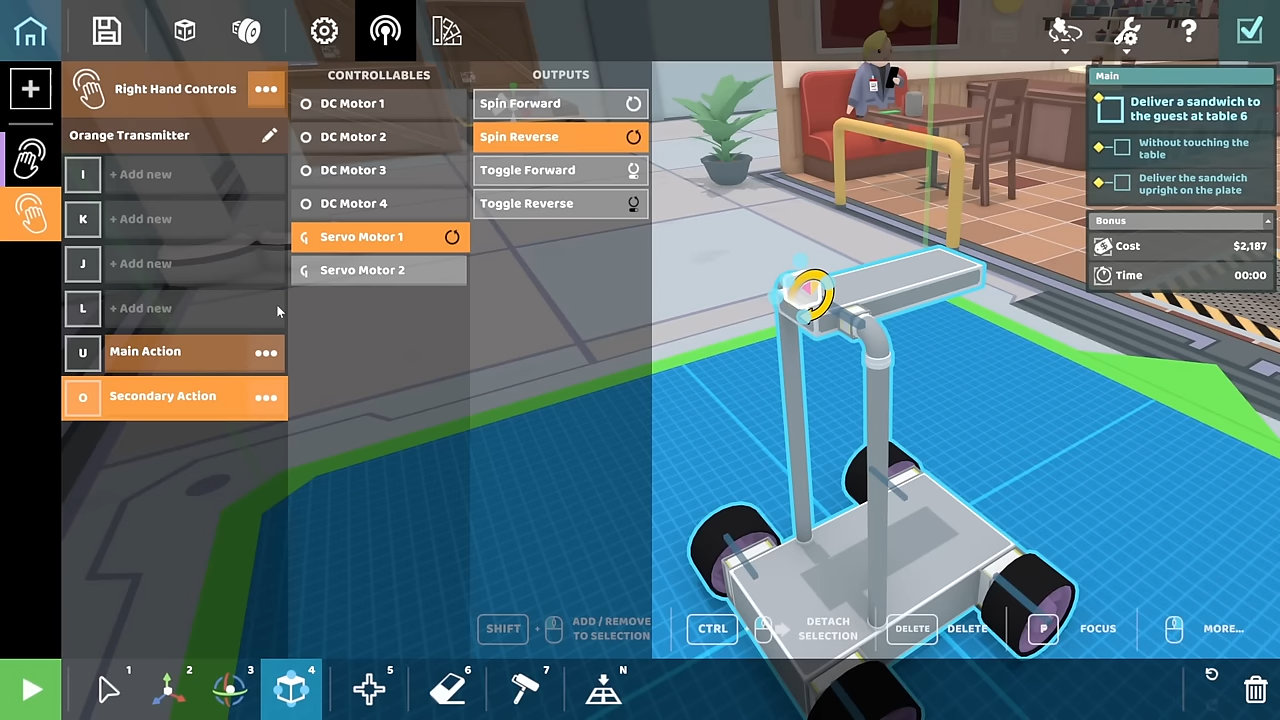 Right Hand Controls
Orange Transmitter
I
+ Add new
K
+ Add new
J
+ Add new
L
+ Add new
U
Main Action
O
Secondary Action
CONTROLLABLES
DC Motor 1
DC Motor 2
DC Motor 3
DC Motor 4
Servo Motor 1
Servo Motor 2
OUTPUTS
Spin Forward
Spin Reverse
Toggle Forward
Toggle Reverse
Main
Deliver a sandwich to
the guest at table 6
Without touching the
table
Deliver the sandwich
upright on the plate
Bonus
Cost $2,187
Time 00:00
SHIFT + ADD / REMOVE
TO SELECTION
CTRL DETACH
SELECTION
DELETE DELETE
P FOCUS
MORE...
1
2
3
4
5
6
7
N